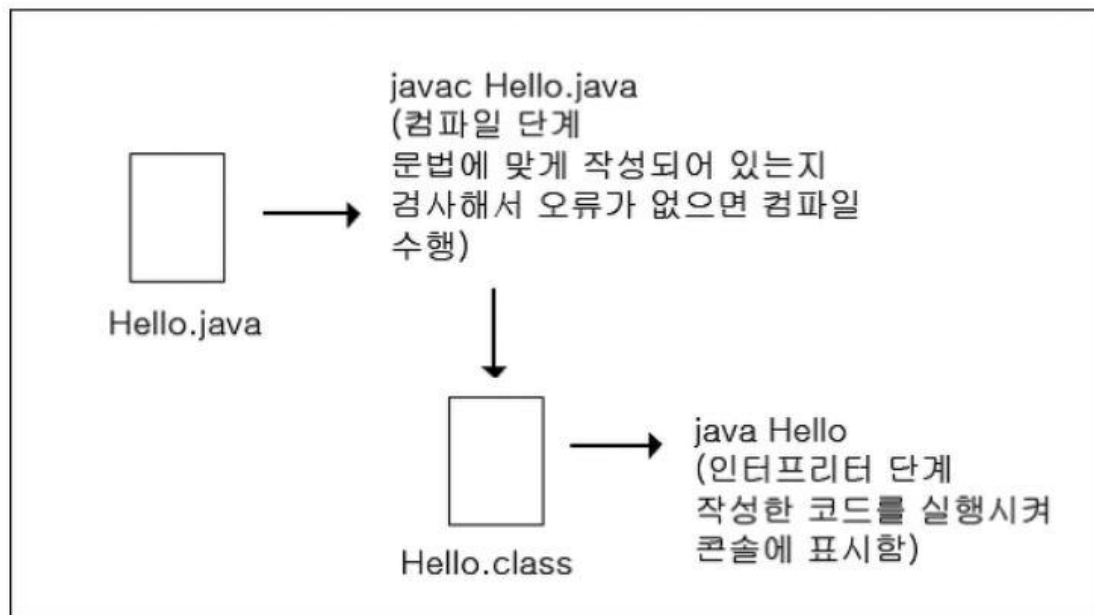 javac Hello.java
(컴파일 단계
문법에 맞게 작성되어 있는지
검사해서 오류가 없으면 컴파일
수행)
Hello.java
java Hello
(인터프리터 단계
작성한 코드를 실행시켜
콘솔에 표시함)
Hello.class